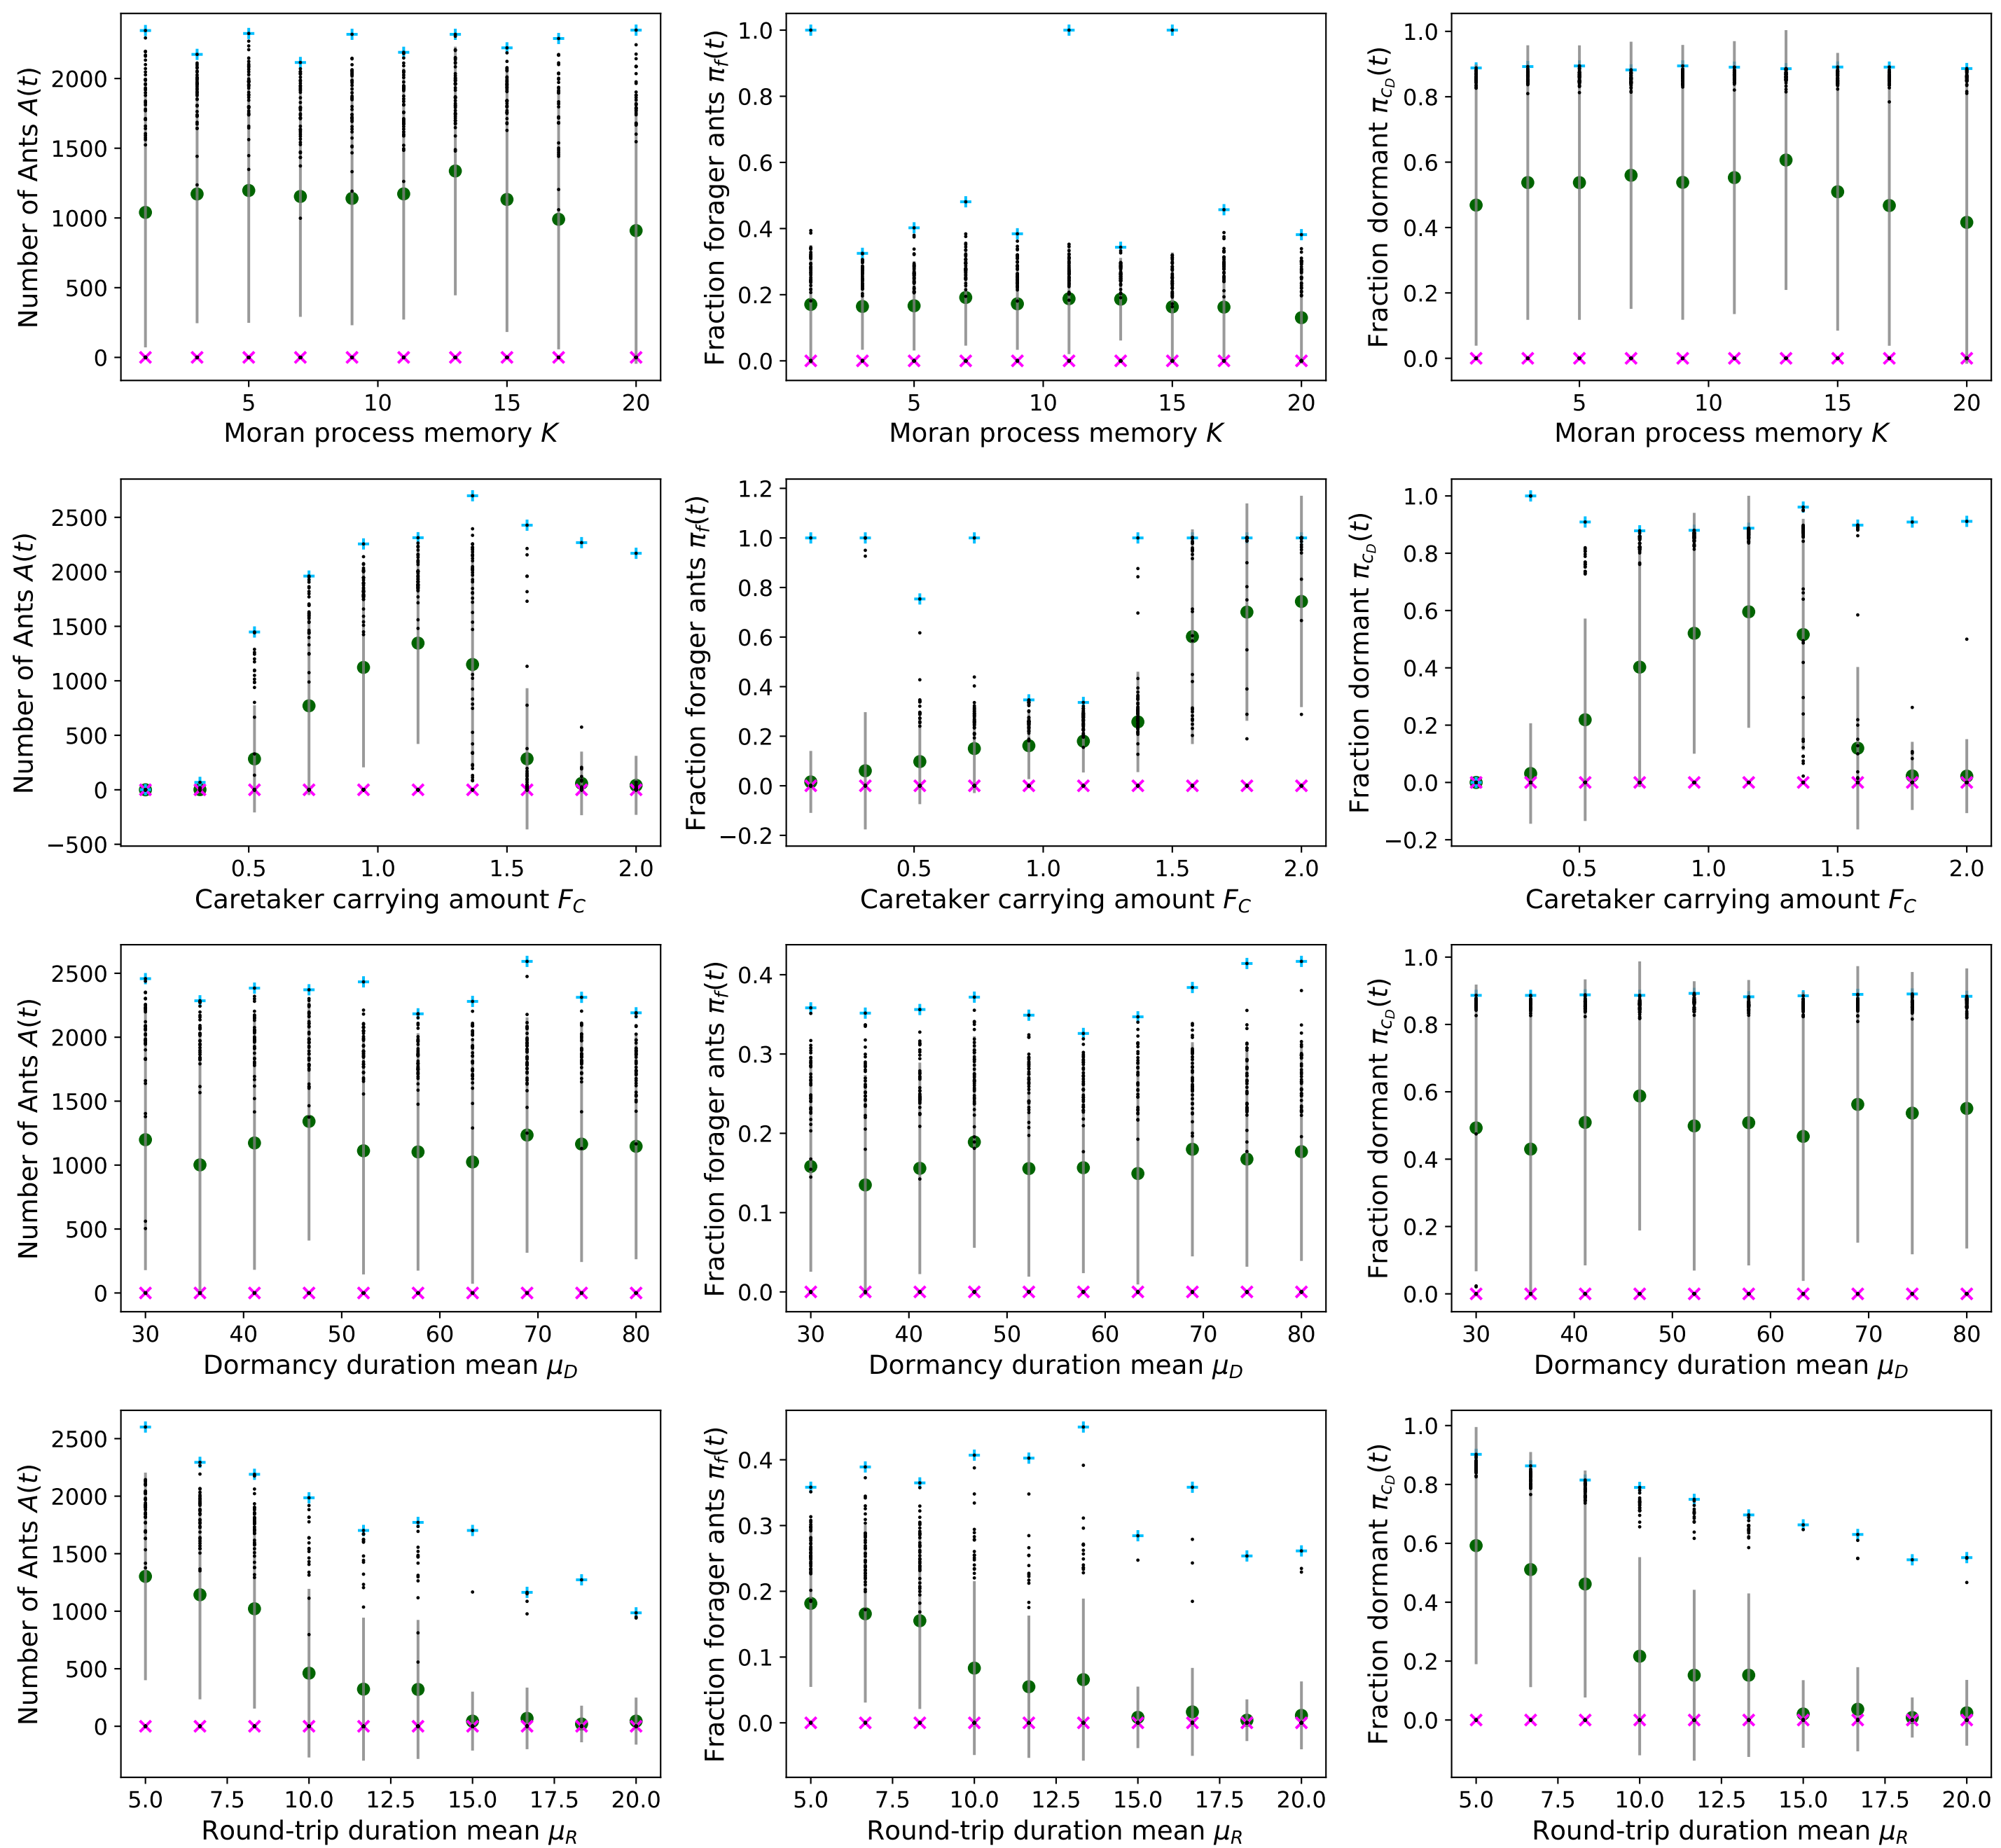 Number of Ants A(t)
2000
1500
1000
500
0
5 10 15 20
Moran process memory K
Fraction forager ants π_f(t)
1.0
0.8
0.6
0.4
0.2
0.0
5 10 15 20
Moran process memory K
Fraction dormant π_{c_D}(t)
1.0
0.8
0.6
0.4
0.2
0.0
5 10 15 20
Moran process memory K
Number of Ants A(t)
2500
2000
1500
1000
500
0
−500
0.5 1.0 1.5 2.0
Caretaker carrying amount F_C
Fraction forager ants π_f(t)
1.2
1.0
0.8
0.6
0.4
0.2
0.0
−0.2
0.5 1.0 1.5 2.0
Caretaker carrying amount F_C
Fraction dormant π_{c_D}(t)
1.0
0.8
0.6
0.4
0.2
0.0
−0.2
0.5 1.0 1.5 2.0
Caretaker carrying amount F_C
Number of Ants A(t)
2500
2000
1500
1000
500
0
30 40 50 60 70 80
Dormancy duration mean μ_D
Fraction forager ants π_f(t)
0.4
0.3
0.2
0.1
0.0
30 40 50 60 70 80
Dormancy duration mean μ_D
Fraction dormant π_{c_D}(t)
1.0
0.8
0.6
0.4
0.2
0.0
30 40 50 60 70 80
Dormancy duration mean μ_D
Number of Ants A(t)
2500
2000
1500
1000
500
0
5.0 7.5 10.0 12.5 15.0 17.5 20.0
Round-trip duration mean μ_R
Fraction forager ants π_f(t)
0.4
0.3
0.2
0.1
0.0
5.0 7.5 10.0 12.5 15.0 17.5 20.0
Round-trip duration mean μ_R
Fraction dormant π_{c_D}(t)
1.0
0.8
0.6
0.4
0.2
0.0
5.0 7.5 10.0 12.5 15.0 17.5 20.0
Round-trip duration mean μ_R